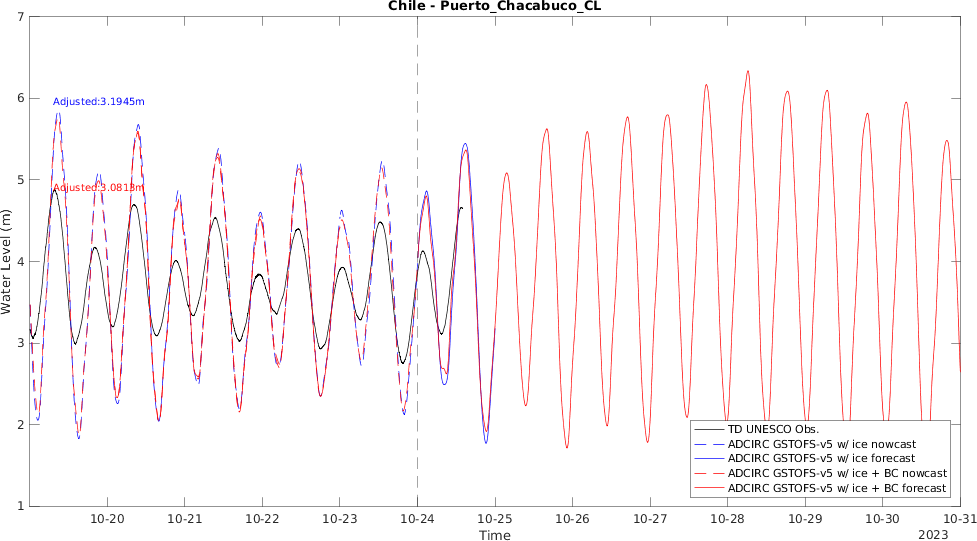 Chile - Puerto_Chacabuco_CL
7
6
5
4
3
2
1
Water Level (m)
Adjusted:3.1945m
Adjusted:3.0813m
TD UNESCO Obs.
ADCIRC GSTOFS-v5 w/ ice nowcast
ADCIRC GSTOFS-v5 w/ ice forecast
ADCIRC GSTOFS-v5 w/ ice + BC nowcast
ADCIRC GSTOFS-v5 w/ ice + BC forecast
10-20 10-21 10-22 10-23 10-24 10-25 10-26 10-27 10-28 10-29 10-30 10-31
Time
2023